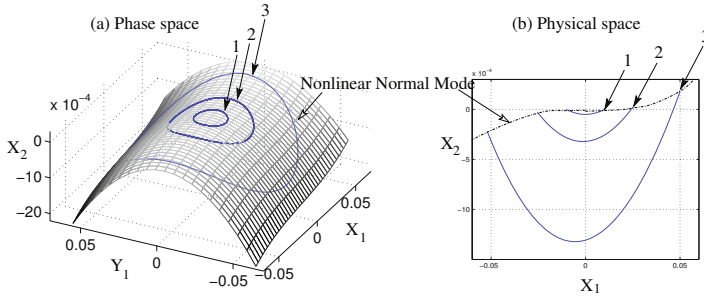 (a) Phase space
3
1 2
x 10⁻⁴
Nonlinear Normal Mode
X₂
0
-10
-20
0.05
0
-0.05
Y₁
-0.05
0
0.05
X₁
(b) Physical space
3
1 2
x 10⁻⁴
0
-5
-10
X₂
-0.05
0
0.05
X₁